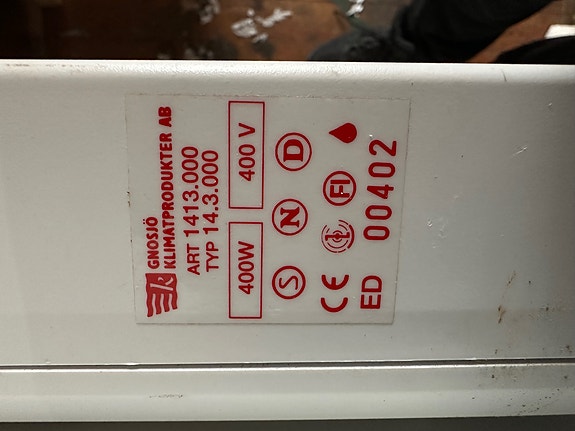 GNOSJÖ
KLIMATPRODUKTER AB
ART 1413.000
TYP 14.3.000
400W 400 V
S N D
CE FI
ED 00402